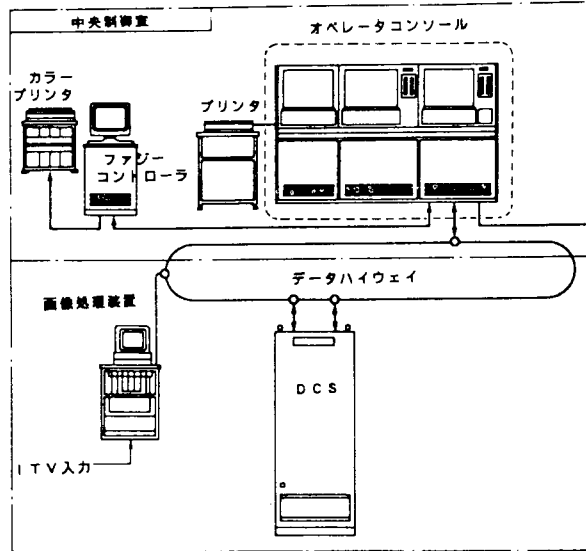 中央制御室
オペレータコンソール
カラー
プリンタ
プリンタ
ファジー
コントローラ
データハイウェイ
画像処理装置
DCS
ITV入力